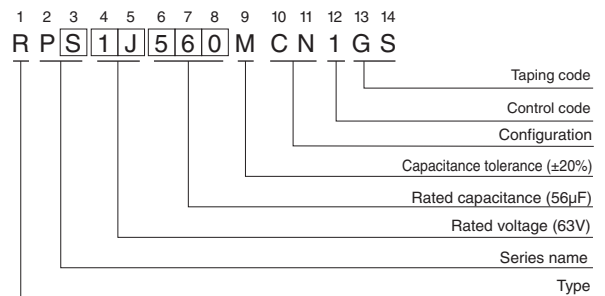 1 2 3 4 5 6 7 8 9 10 11 12 13 14
R P S 1 J 5 6 0 M C N 1 G S
Taping code
Control code
Configuration
Capacitance tolerance (±20%)
Rated capacitance (56µF)
Rated voltage (63V)
Series name
Type